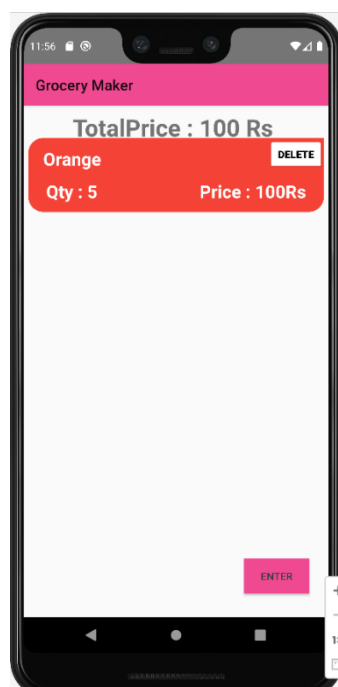 11:56
Grocery Maker
TotalPrice : 100 Rs
Orange
DELETE
Qty : 5
Price : 100Rs
ENTER